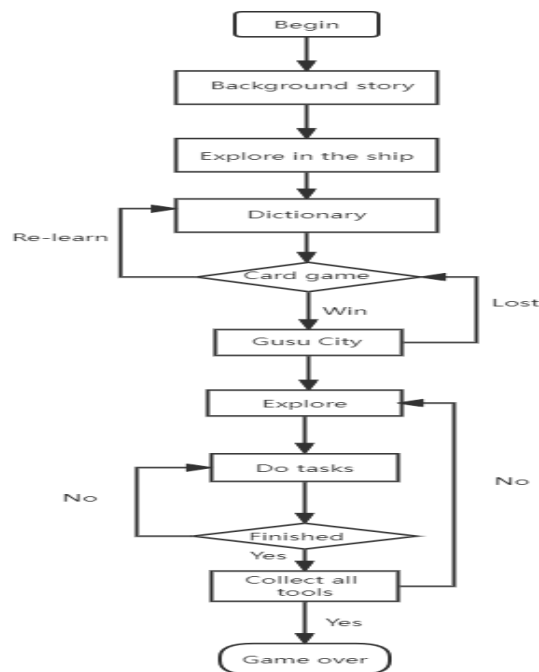 Begin
Background story
Explore in the ship
Dictionary
Re-learn
Card game
Lost
Win
Gusu City
Explore
Do tasks
No
No
Finished
Yes
Collect all
tools
Yes
Game over